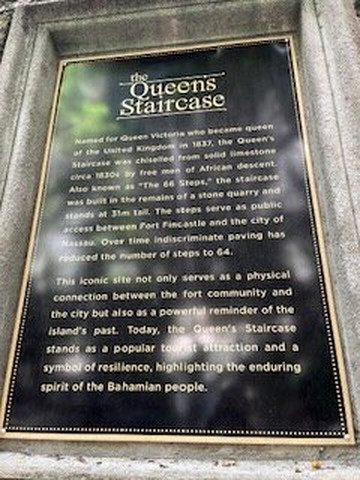 the
Queen's
Staircase
Named for Queen Victoria who became queen
of the United Kingdom in 1837, the Queen's
Staircase was chiselled from solid limestone
circa 1830s by free men of African descent.
Also known as "The 66 Steps," the staircase
was built in the remains of a stone quarry and
stands at 31m tall. The steps serve as public
access between Fort Fincastle and the city of
Nassau. Over time indiscriminate paving has
reduced the number of steps to 64.
This iconic site not only serves as a physical
connection between the fort community and
the city but also as a powerful reminder of the
island's past. Today, the Queen's Staircase
stands as a popular tourist attraction and a
symbol of resilience, highlighting the enduring
spirit of the Bahamian people.